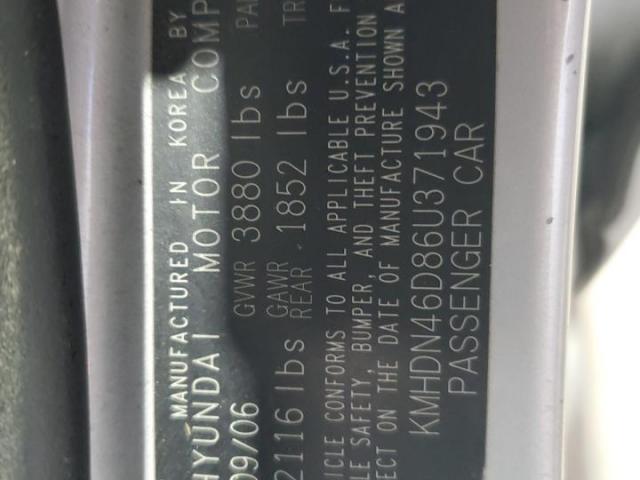 MANUFACTURED IN KOREA BY
HYUNDAI MOTOR COMP
09/06 GVWR 3880 lbs PA
2116 lbs GAWR REAR 1852 lbs TR
ICLE CONFORMS TO ALL APPLICABLE U.S.A. F
LE SAFETY, BUMPER, AND THEFT PREVENTION
ECT ON THE DATE OF MANUFACTURE SHOWN A
KMHDN46D86U371943
PASSENGER CAR